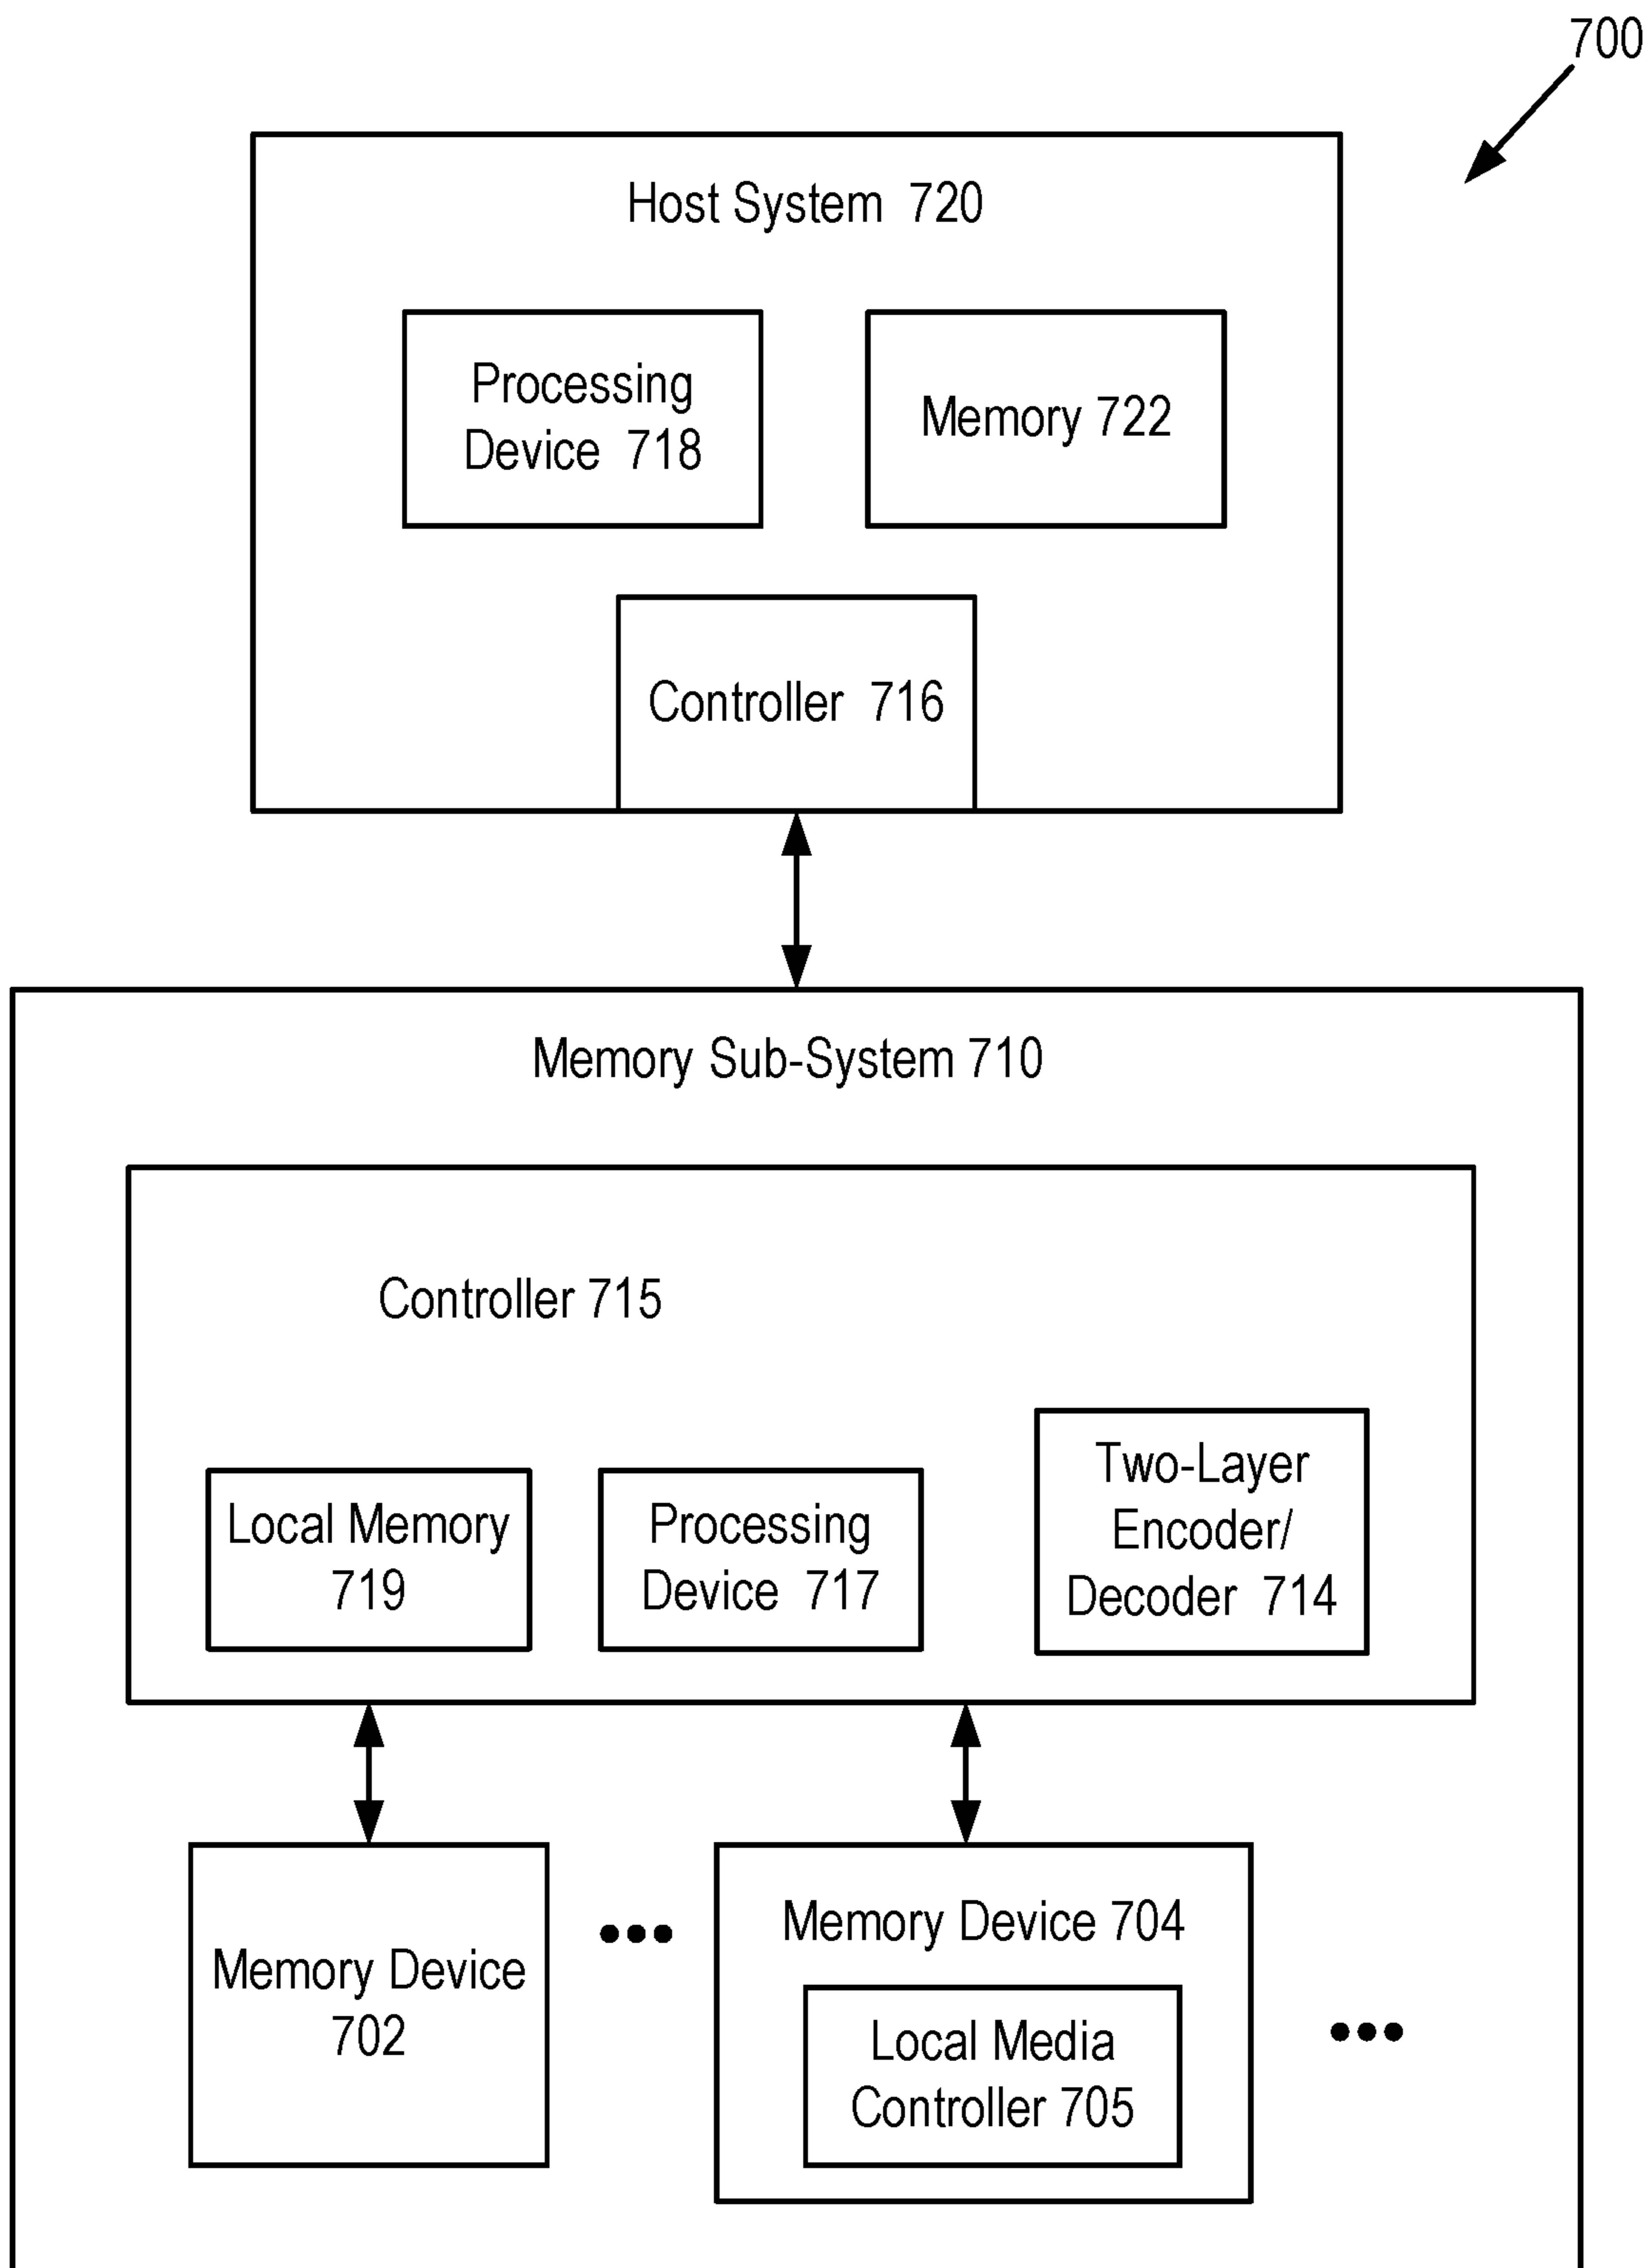 700
Host System 720
Processing
Device 718
Memory 722
Controller 716
Memory Sub-System 710
Controller 715
Local Memory
719
Processing
Device 717
Two-Layer
Encoder/
Decoder 714
Memory Device
702
Memory Device 704
Local Media
Controller 705